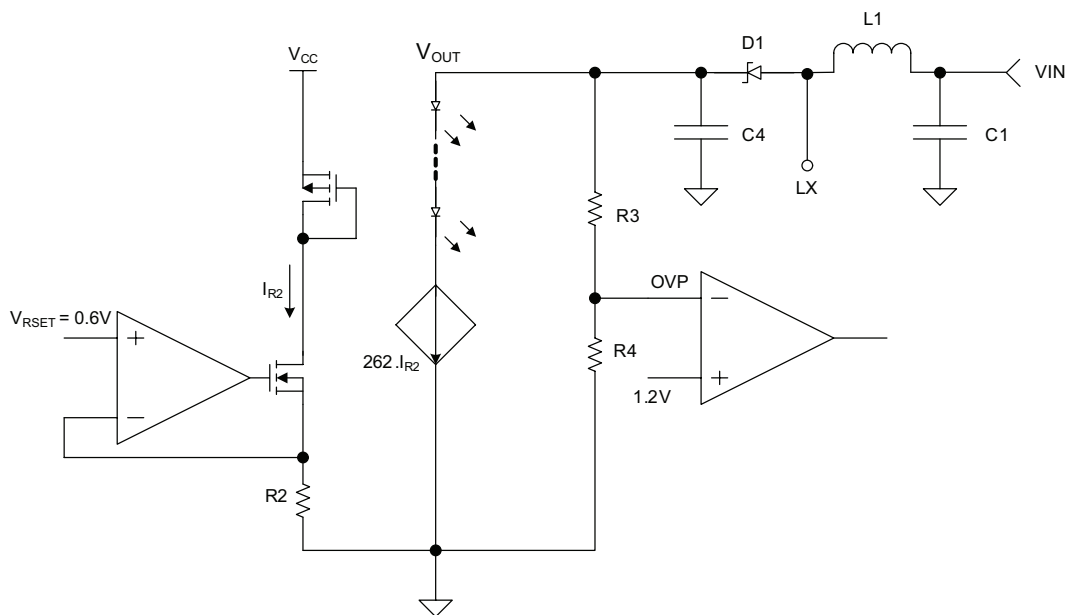 L1
D1
V_CC
V_OUT
VIN
C4
C1
LX
R3
I_R2
OVP
V_RSET = 0.6V
+
−
262.I_R2
R4
1.2V
+
−
R2